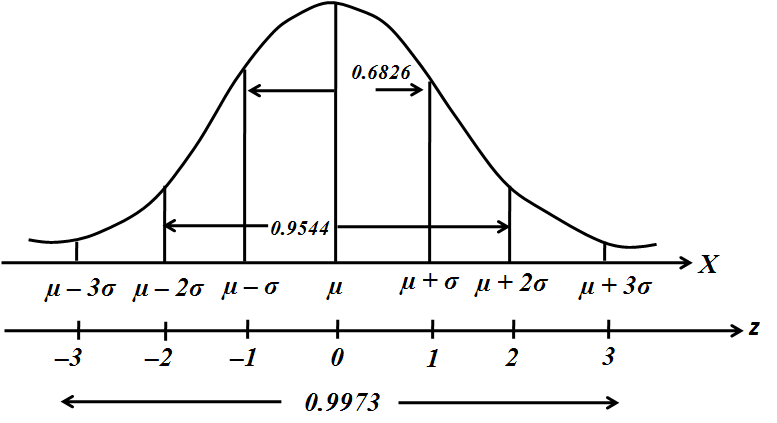 0.6826
0.9544
X
μ – 3σ μ – 2σ μ – σ μ μ + σ μ + 2σ μ + 3σ
z
–3 –2 –1 0 1 2 3
0.9973